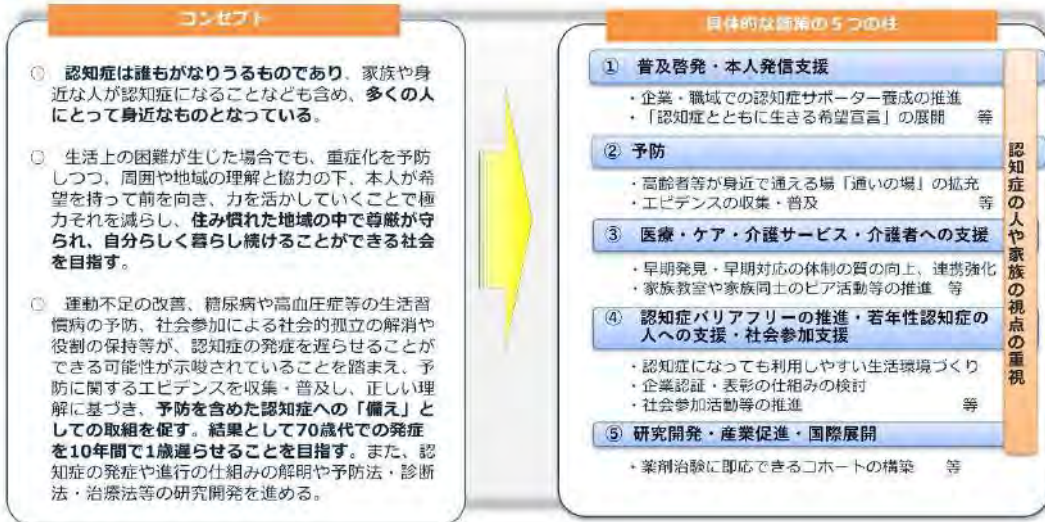 コンセプト
○ 認知症は誰もがなりうるものであり、家族や身
近な人が認知症になることなども含め、多くの人
にとって身近なものとなっている。
○ 生活上の困難が生じた場合でも、重症化を予防
しつつ、周囲や地域の理解と協力の下、本人が希
望を持って前を向き、力を活かしていくことで極
力それを減らし、住み慣れた地域の中で尊厳が守
られ、自分らしく暮らし続けることができる社会
を目指す。
○ 運動不足の改善、糖尿病や高血圧症等の生活習
慣病の予防、社会参加による社会的孤立の解消や
役割の保持等が、認知症の発症を遅らせることが
できる可能性が示唆されていることを踏まえ、予
防に関するエビデンスを収集・普及し、正しい理
解に基づき、予防を含めた認知症への「備え」と
しての取組を促す。結果として70歳代での発症
を10年間で1歳遅らせることを目指す。また、認
知症の発症や進行の仕組みの解明や予防法・診断
法・治療法等の研究開発を進める。
具体的な施策の5つの柱
① 普及啓発・本人発信支援
・企業・職域での認知症サポーター養成の推進
・「認知症とともに生きる希望宣言」の展開 等
② 予防
・高齢者等が身近で通える場「通いの場」の拡充
・エビデンスの収集・普及 等
③ 医療・ケア・介護サービス・介護者への支援
・早期発見・早期対応の体制の質の向上、連携強化
・家族教室や家族同士のピア活動等の推進 等
④ 認知症バリアフリーの推進・若年性認知症の
人への支援・社会参加支援
・認知症になっても利用しやすい生活環境づくり
・企業認証・表彰の仕組みの検討
・社会参加活動等の推進 等
⑤ 研究開発・産業促進・国際展開
・薬剤治験に即応できるコホートの構築 等
認知症の人や家族の視点の重視